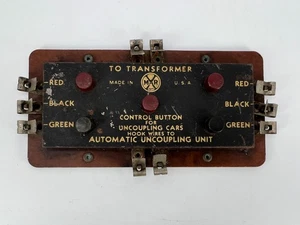 TO TRANSFORMER
MADE IN U.S.A.
RED RED
BLACK BLACK
GREEN GREEN
CONTROL BUTTON
FOR
UNCOUPLING CARS
HOOK WIRES TO
AUTOMATIC UNCOUPLING UNIT